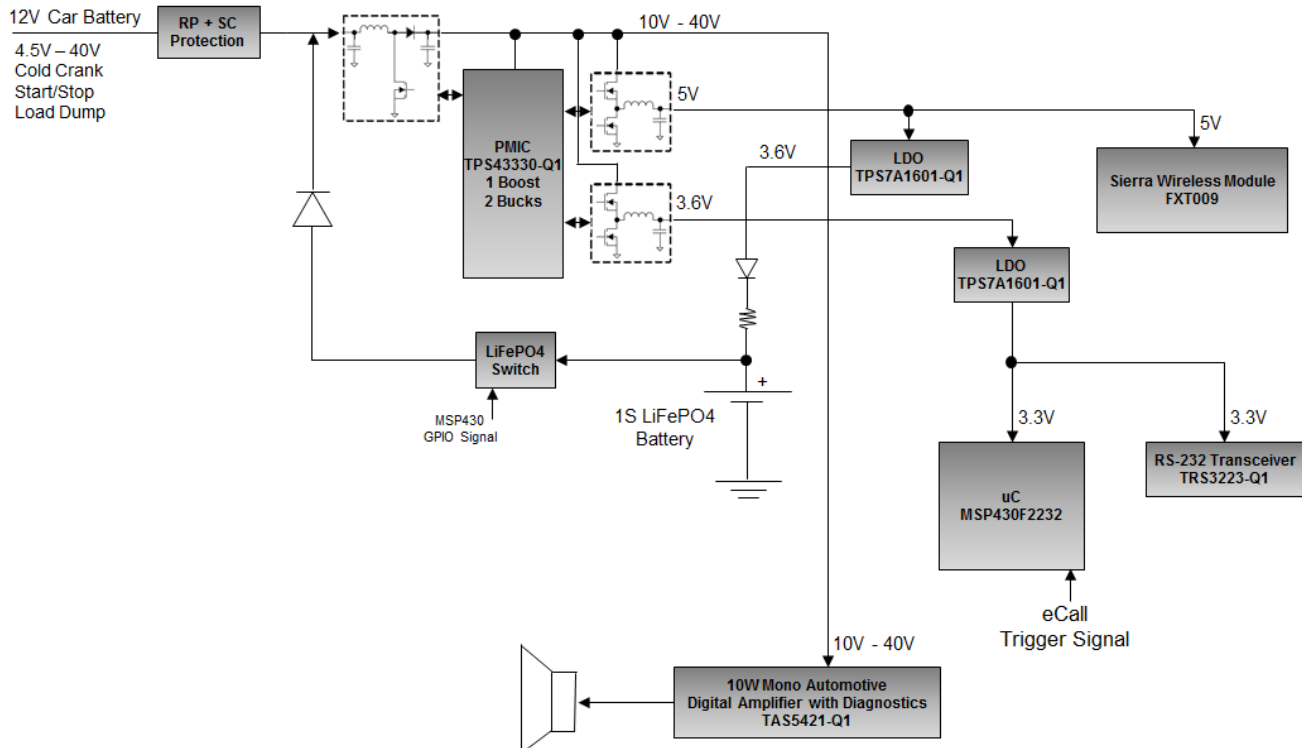 12V Car Battery
4.5V – 40V
Cold Crank
Start/Stop
Load Dump
RP + SC
Protection
10V - 40V
PMIC
TPS43330-Q1
1 Boost
2 Bucks
5V
3.6V
3.6V
LDO
TPS7A1601-Q1
5V
Sierra Wireless Module
FXT009
LDO
TPS7A1601-Q1
LiFePO4
Switch
MSP430
GPIO Signal
+
1S LiFePO4
Battery
3.3V
3.3V
uC
MSP430F2232
RS-232 Transceiver
TRS3223-Q1
eCall
Trigger Signal
10V - 40V
10W Mono Automotive
Digital Amplifier with Diagnostics
TAS5421-Q1